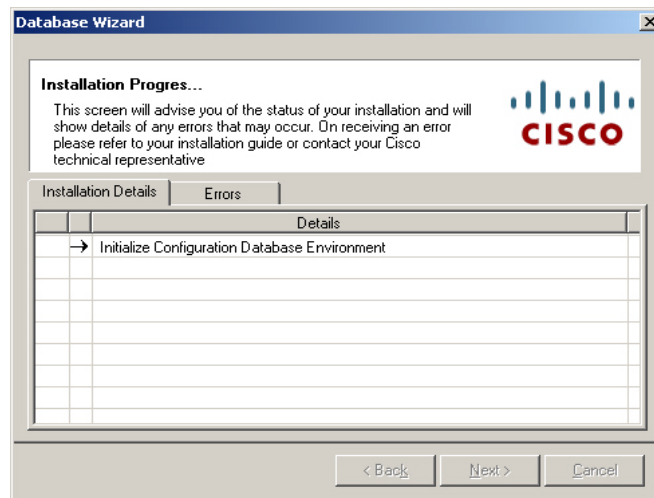 Database Wizard
Installation Progres...
This screen will advise you of the status of your installation and will
show details of any errors that may occur. On receiving an error
please refer to your installation guide or contact your Cisco
technical representative
CISCO
Installation Details Errors
Details
Initialize Configuration Database Environment
< Back Next > Cancel